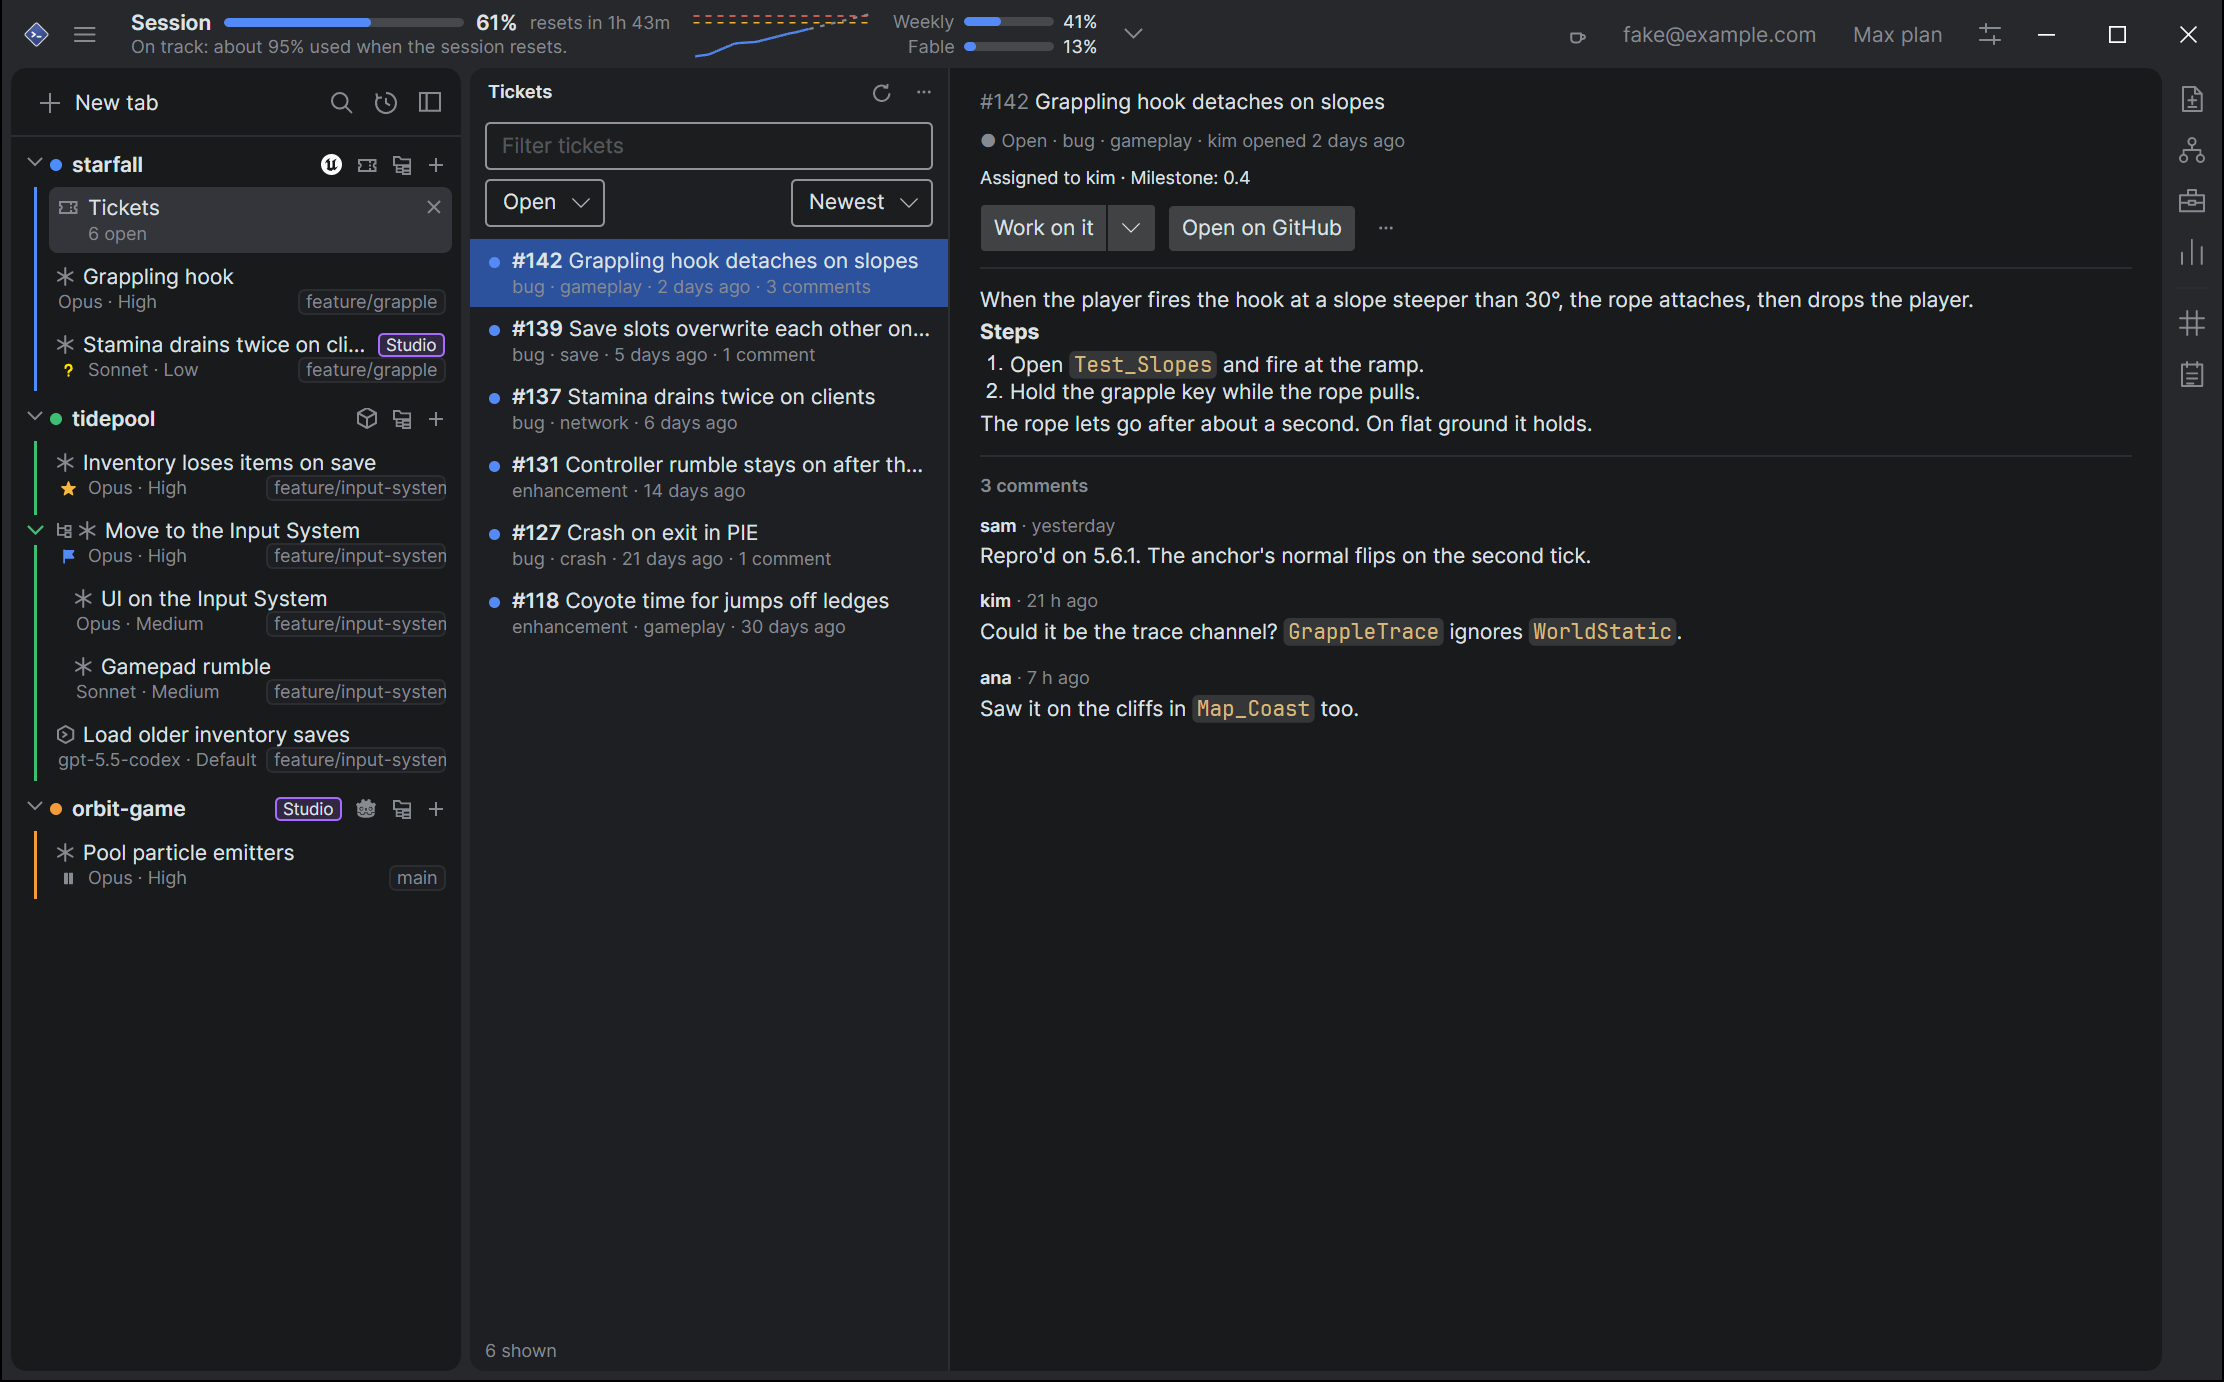 Session 61% resets in 1h 43m
On track: about 95% used when the session resets.
Weekly 41%
Fable 13%
fake@example.com Max plan
New tab
starfall
Tickets
6 open
Grappling hook
Opus · High feature/grapple
Stamina drains twice on cli... Studio
? Sonnet · Low feature/grapple
tidepool
Inventory loses items on save
Opus · High feature/input-system
Move to the Input System
Opus · High feature/input-system
UI on the Input System
Opus · Medium feature/input-system
Gamepad rumble
Sonnet · Medium feature/input-system
Load older inventory saves
gpt-5.5-codex · Default feature/input-system
orbit-game Studio
Pool particle emitters
Opus · High main
Tickets
Filter tickets
Open Newest
#142 Grappling hook detaches on slopes
bug · gameplay · 2 days ago · 3 comments
#139 Save slots overwrite each other on...
bug · save · 5 days ago · 1 comment
#137 Stamina drains twice on clients
bug · network · 6 days ago
#131 Controller rumble stays on after th...
enhancement · 14 days ago
#127 Crash on exit in PIE
bug · crash · 21 days ago · 1 comment
#118 Coyote time for jumps off ledges
enhancement · gameplay · 30 days ago
6 shown
#142 Grappling hook detaches on slopes
Open · bug · gameplay · kim opened 2 days ago
Assigned to kim · Milestone: 0.4
Work on it Open on GitHub ···
When the player fires the hook at a slope steeper than 30°, the rope attaches, then drops the player.
Steps
1. Open Test_Slopes and fire at the ramp.
2. Hold the grapple key while the rope pulls.
The rope lets go after about a second. On flat ground it holds.
3 comments
sam · yesterday
Repro'd on 5.6.1. The anchor's normal flips on the second tick.
kim · 21 h ago
Could it be the trace channel? GrappleTrace ignores WorldStatic.
ana · 7 h ago
Saw it on the cliffs in Map_Coast too.